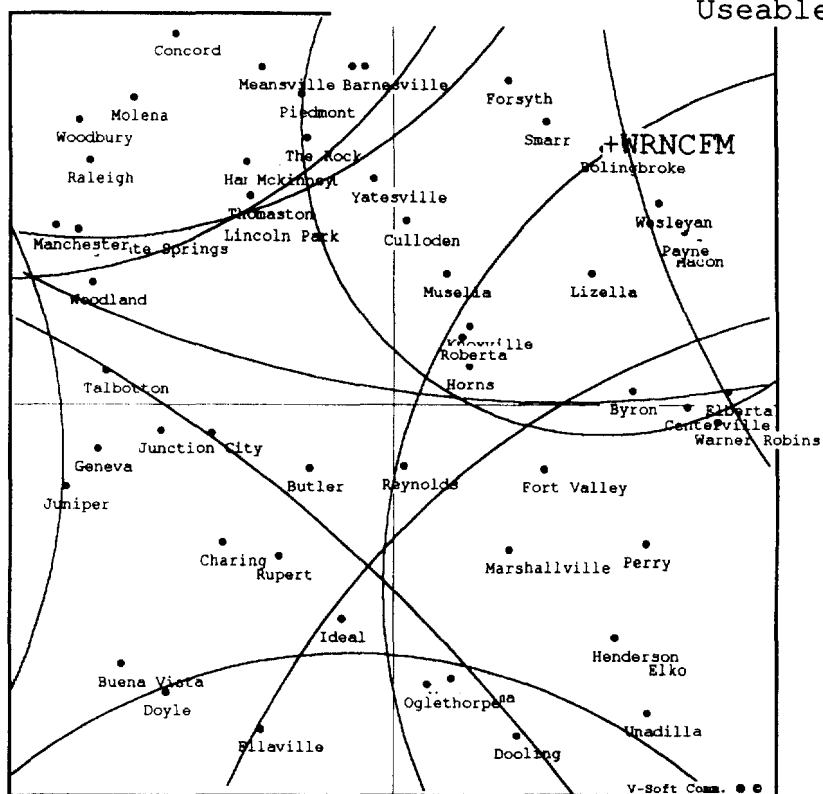 Useable
Concord
Meansville Barnesville
Piedmont
Forsyth
Molena
Woodbury
Smarr
+WRNCFM
The Rock
Bolingbroke
Raleigh
Yatesville
Thomaston
Wesleyan
Lincoln Park
Culloden
Manchester
Springs
Payne
Macon
Woodland
Musella
Lizella
Knoxville
Roberta
Talbotton
Horns
Byron
Elberta
Centerville
Junction City
Warner Robins
Geneva
Butler
Reynolds
Fort Valley
Juniper
Charing
Rupert
Marshallville
Perry
Ideal
Henderson
Elko
Buena Vista
Doyle
Oglethorpe
Unadilla
Ellaville
Dooling
V-Soft Comm. ● ©